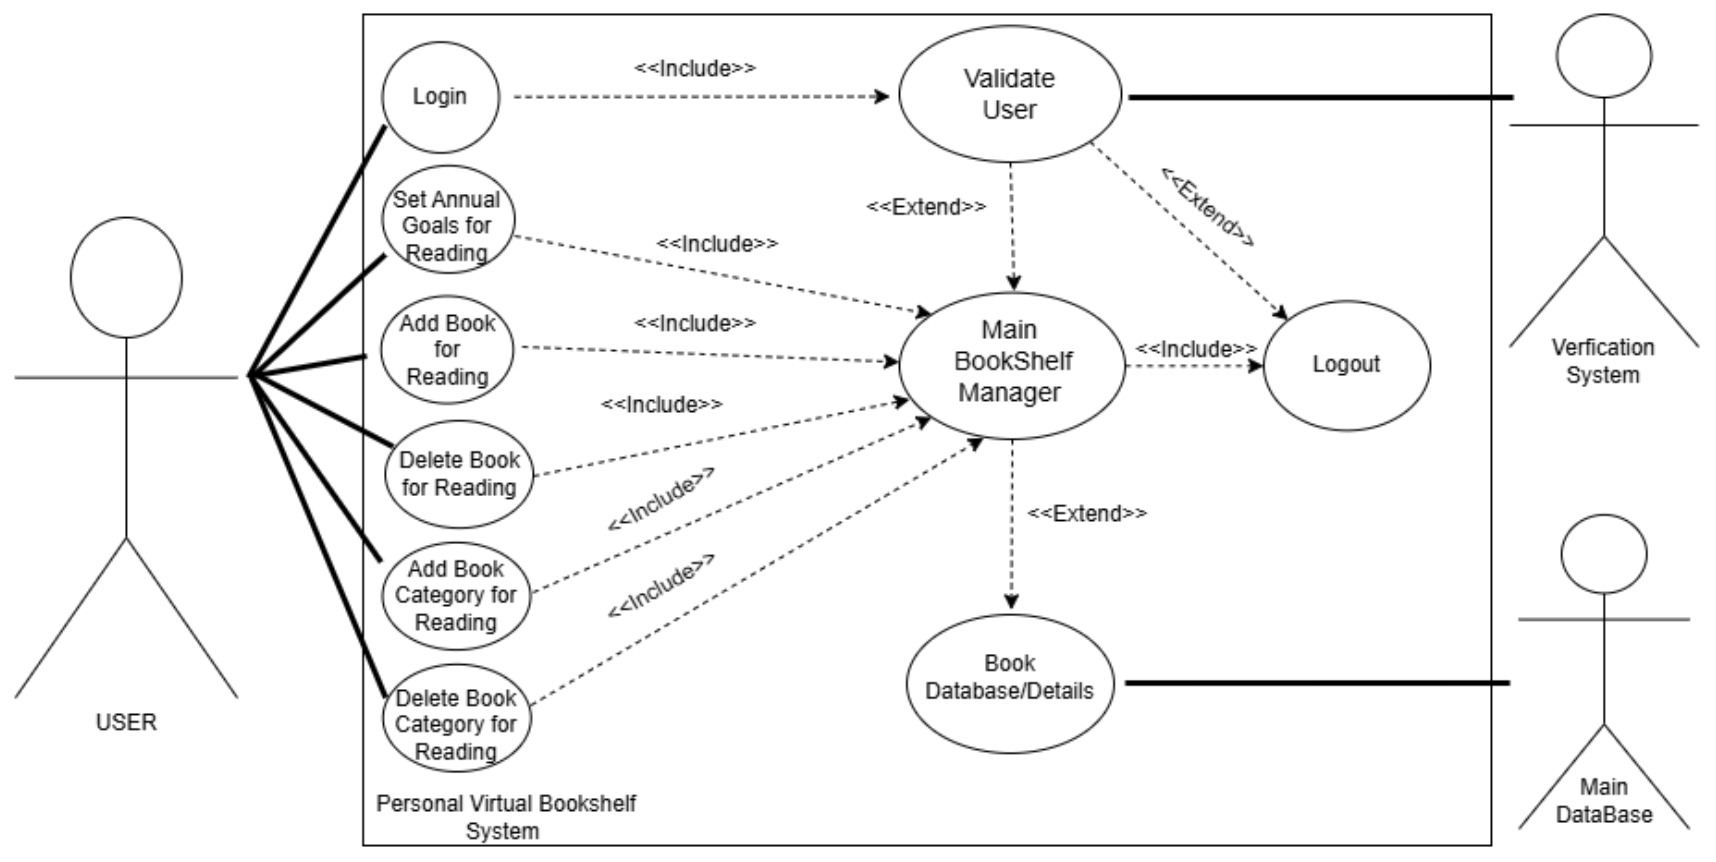 Login
<<Include>>
Validate
User
Set Annual
Goals for
Reading
<<Include>>
<<Extend>>
<<Extend>>
Add Book
for
Reading
<<Include>>
Main
BookShelf
Manager
<<Include>>
Logout
Verfication
System
Delete Book
for Reading
<<Include>>
Add Book
Category for
Reading
<<Include>>
<<Extend>>
Delete Book
Category for
Reading
<<Include>>
Book
Database/Details
USER
Main
DataBase
Personal Virtual Bookshelf
System